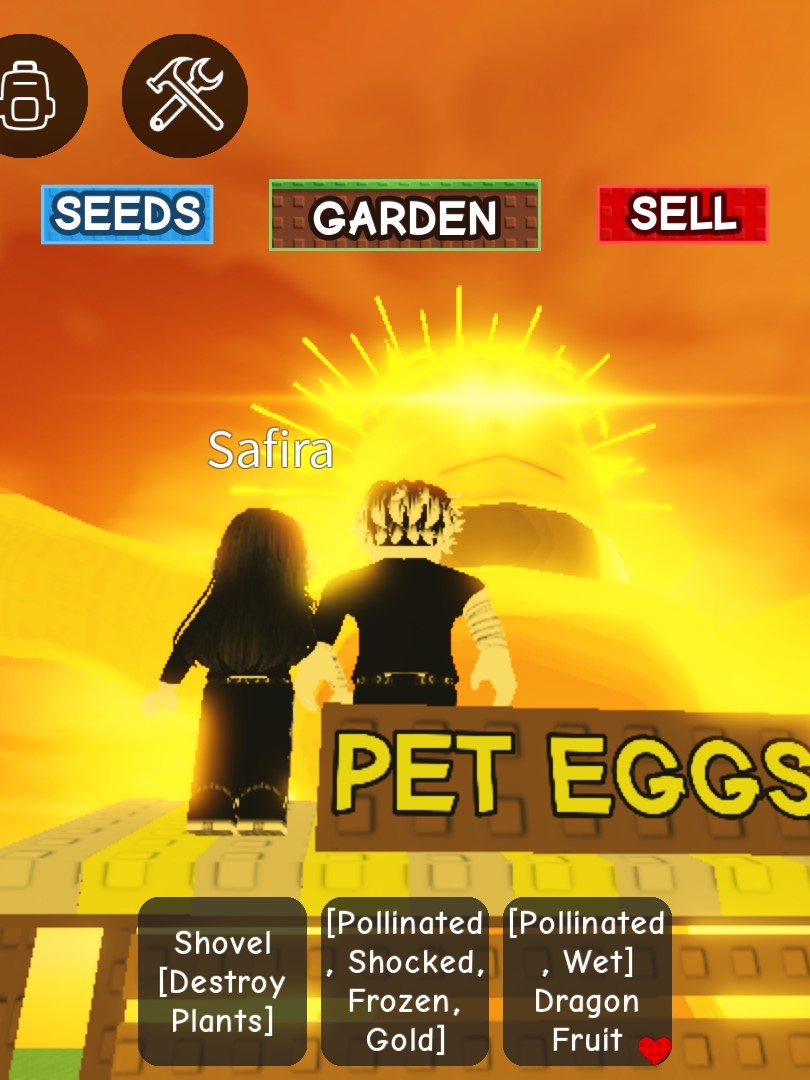 SEEDS
GARDEN
SELL
Safira
PET EGGS
Shovel
[Destroy
Plants]
[Pollinated
, Shocked,
Frozen,
Gold]
[Pollinated
, Wet]
Dragon
Fruit